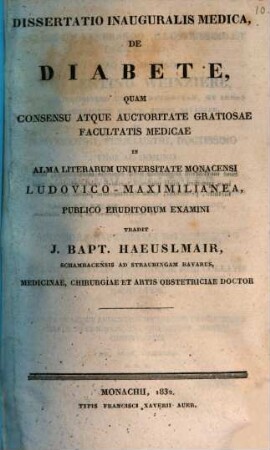 10.
DISSERTATIO INAUGURALIS MEDICA,
DE
DIABETE,
QUAM
CONSENSU ATQUE AUCTORITATE GRATIOSAE
FACULTATIS MEDICAE
IN
ALMA LITERARUM UNIVERSITATE MONACENSI
LUDOVICO-MAXIMILIANEA,
PUBLICO ERUDITORUM EXAMINI
TRADIT
J. BAPT. HAEUSLMAIR,
SCHAMBACENSIS AD STRAUBINGAM BAVARUS,
MEDICINAE, CHIRURGIAE ET ARTIS OBSTETRICIAE DOCTOR
MONACHII, 1832.
TYPIS FRANCISCI XAVERII AUER.